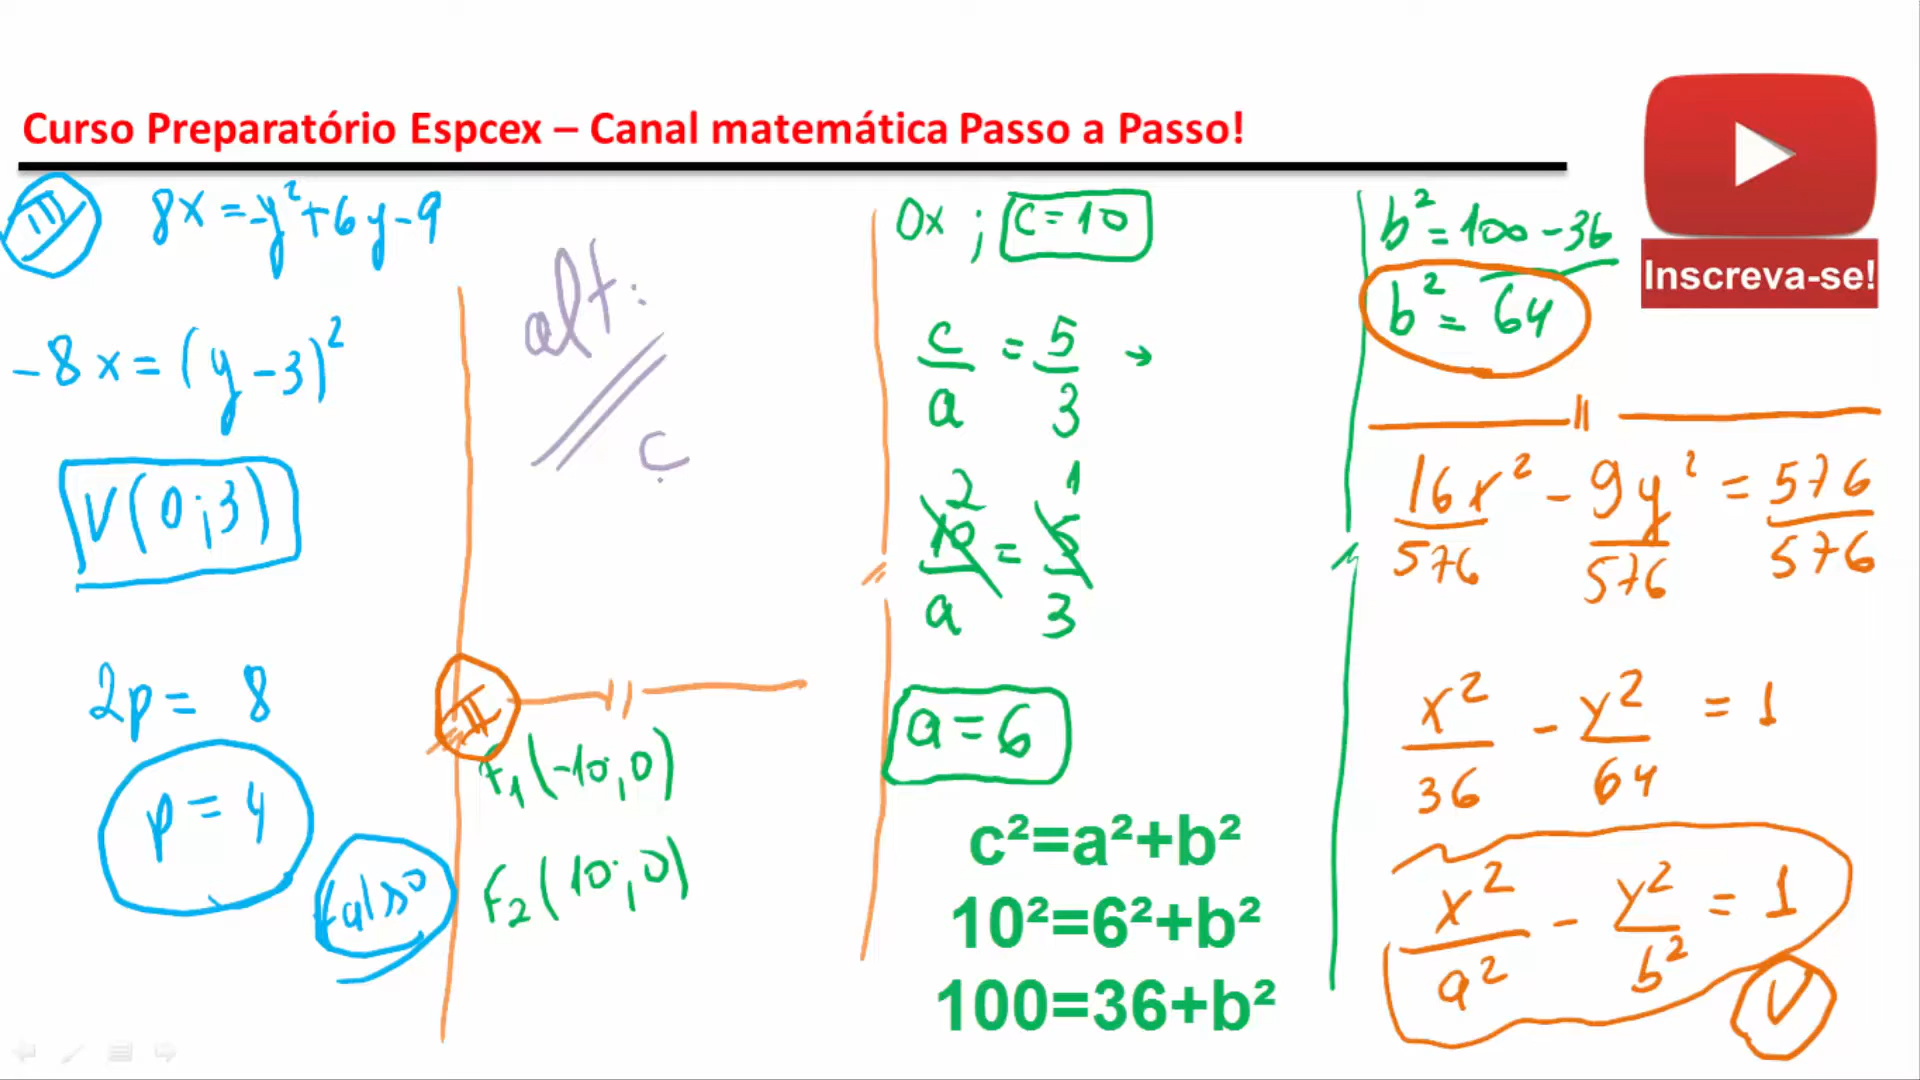 Curso Preparatório Espcex – Canal matemática Passo a Passo!
Inscreva-se!
III
8x = -y²+6y-9
-8x = (y-3)²
V(0;3)
2p = 8
p = 4
falso
alt:
c
II
F₁(-10;0)
F₂(10;0)
0x ; c=10
c/a = 5/3 →
10/a = 5/3
2 1
a = 6
c²=a²+b²
10²=6²+b²
100=36+b²
b² = 100-36
b² = 64
16x²/576 - 9y²/576 = 576/576
x²/36 - y²/64 = 1
x²/a² - y²/b² = 1
V